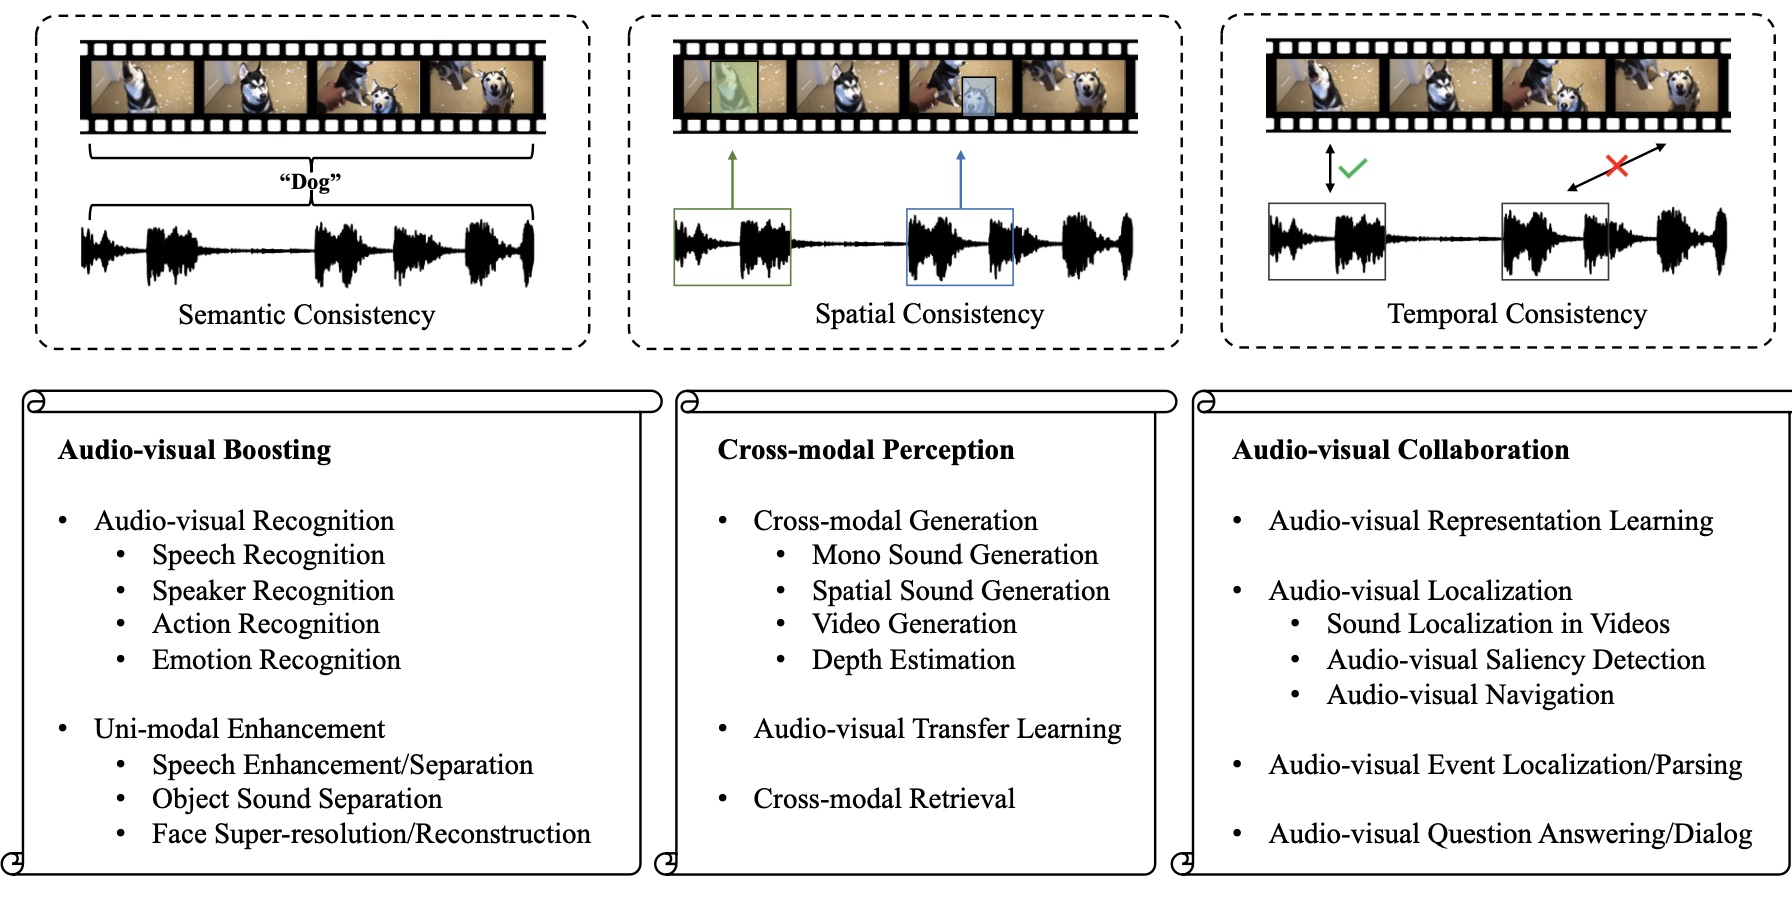 “Dog”
Semantic Consistency
Spatial Consistency
Temporal Consistency
Audio-visual Boosting
• Audio-visual Recognition
• Speech Recognition
• Speaker Recognition
• Action Recognition
• Emotion Recognition
• Uni-modal Enhancement
• Speech Enhancement/Separation
• Object Sound Separation
• Face Super-resolution/Reconstruction
Cross-modal Perception
• Cross-modal Generation
• Mono Sound Generation
• Spatial Sound Generation
• Video Generation
• Depth Estimation
• Audio-visual Transfer Learning
• Cross-modal Retrieval
Audio-visual Collaboration
• Audio-visual Representation Learning
• Audio-visual Localization
• Sound Localization in Videos
• Audio-visual Saliency Detection
• Audio-visual Navigation
• Audio-visual Event Localization/Parsing
• Audio-visual Question Answering/Dialog